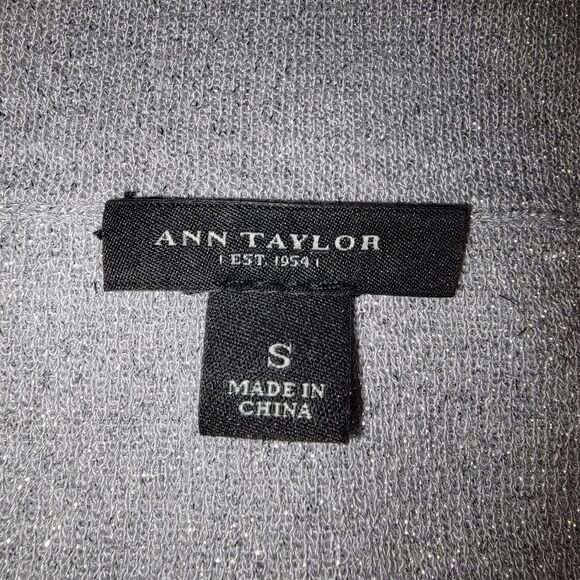 ANN TAYLOR
| EST. 1954 |
S
MADE IN
CHINA